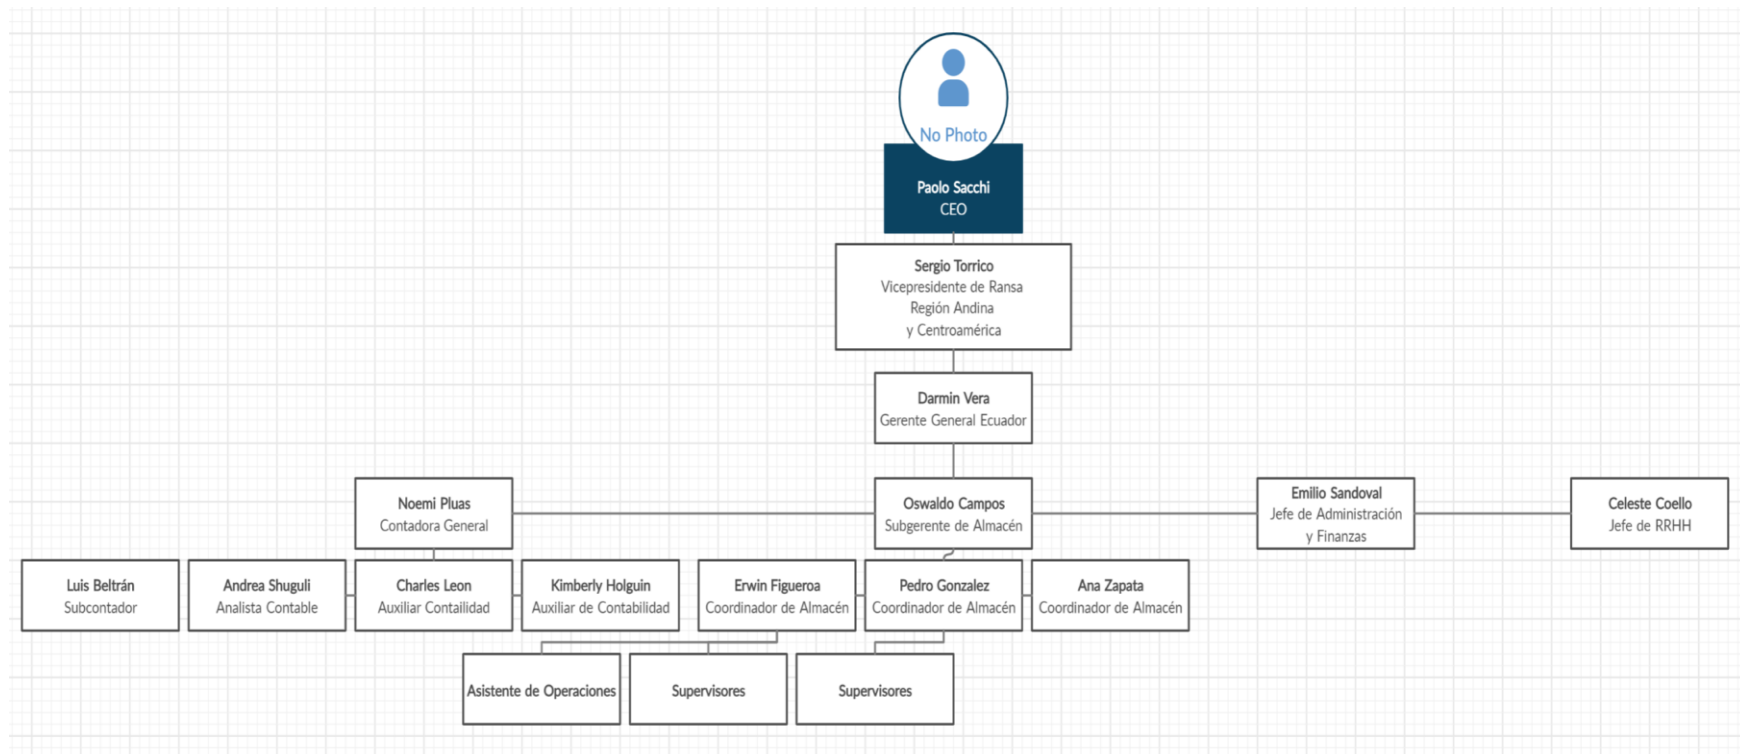 No Photo
Paolo Sacchi
CEO
Sergio Torrico
Vicepresidente de Ransa
Región Andina
y Centroamérica
Darmin Vera
Gerente General Ecuador
Noemi Pluas
Contadora General
Oswaldo Campos
Subgerente de Almacén
Emilio Sandoval
Jefe de Administración
y Finanzas
Celeste Coello
Jefe de RRHH
Luis Beltrán
Subcontador
Andrea Shuguli
Analista Contable
Charles Leon
Auxiliar Contailidad
Kimberly Holguin
Auxiliar de Contabilidad
Erwin Figueroa
Coordinador de Almacén
Pedro Gonzalez
Coordinador de Almacén
Ana Zapata
Coordinador de Almacén
Asistente de Operaciones
Supervisores
Supervisores